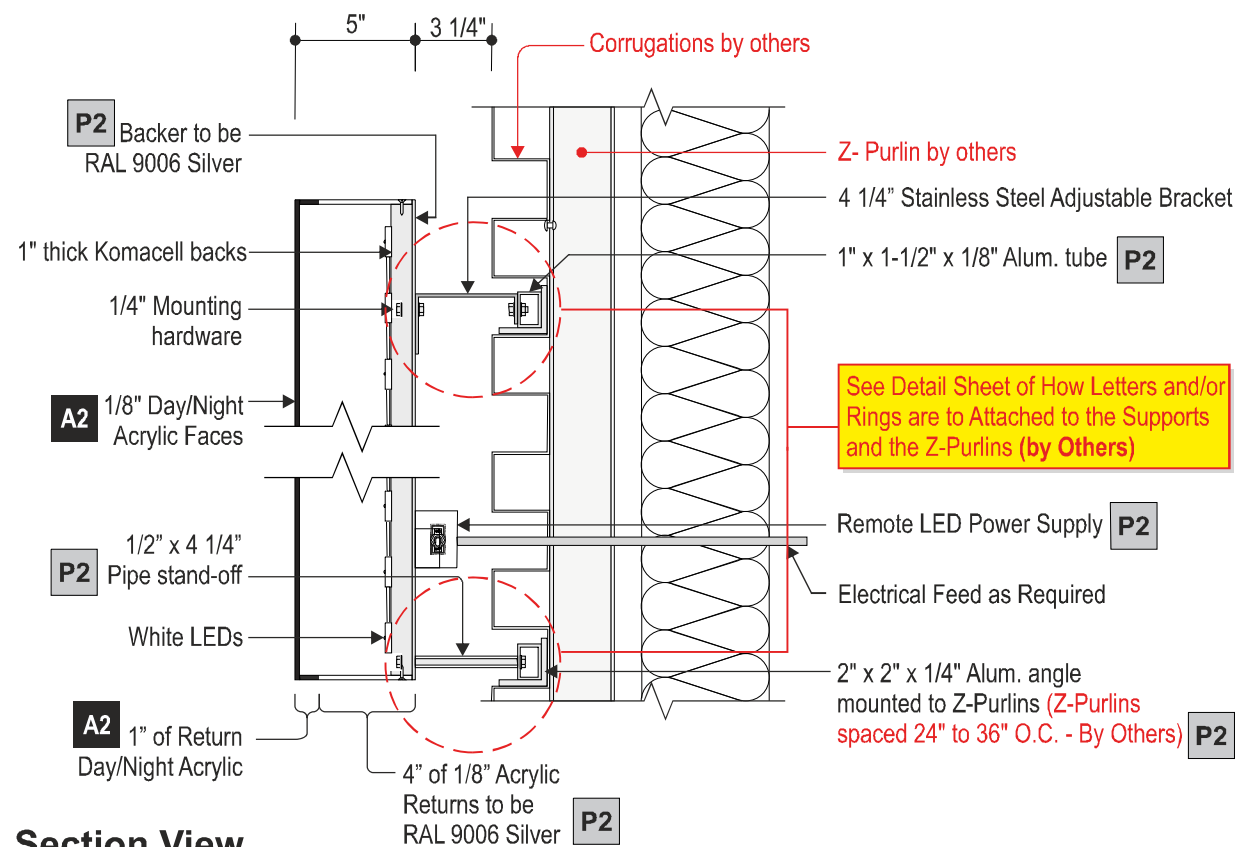 5"
3 1/4"
Corrugations by others
P2
Backer to be
RAL 9006 Silver
Z- Purlin by others
4 1/4” Stainless Steel Adjustable Bracket
1" thick Komacell backs
1" x 1-1/2" x 1/8" Alum. tube
P2
1/4" Mounting
hardware
A2
1/8" Day/Night
Acrylic Faces
See Detail Sheet of How Letters and/or
Rings are to Attached to the Supports
and the Z-Purlins (by Others)
Remote LED Power Supply
P2
1/2” x 4 1/4”
P2
Pipe stand-off
Electrical Feed as Required
White LEDs
2" x 2" x 1/4" Alum. angle
mounted to Z-Purlins (Z-Purlins
spaced 24" to 36" O.C. - By Others)
P2
A2
1” of Return
Day/Night Acrylic
4” of 1/8” Acrylic
Returns to be
RAL 9006 Silver
P2
Section View